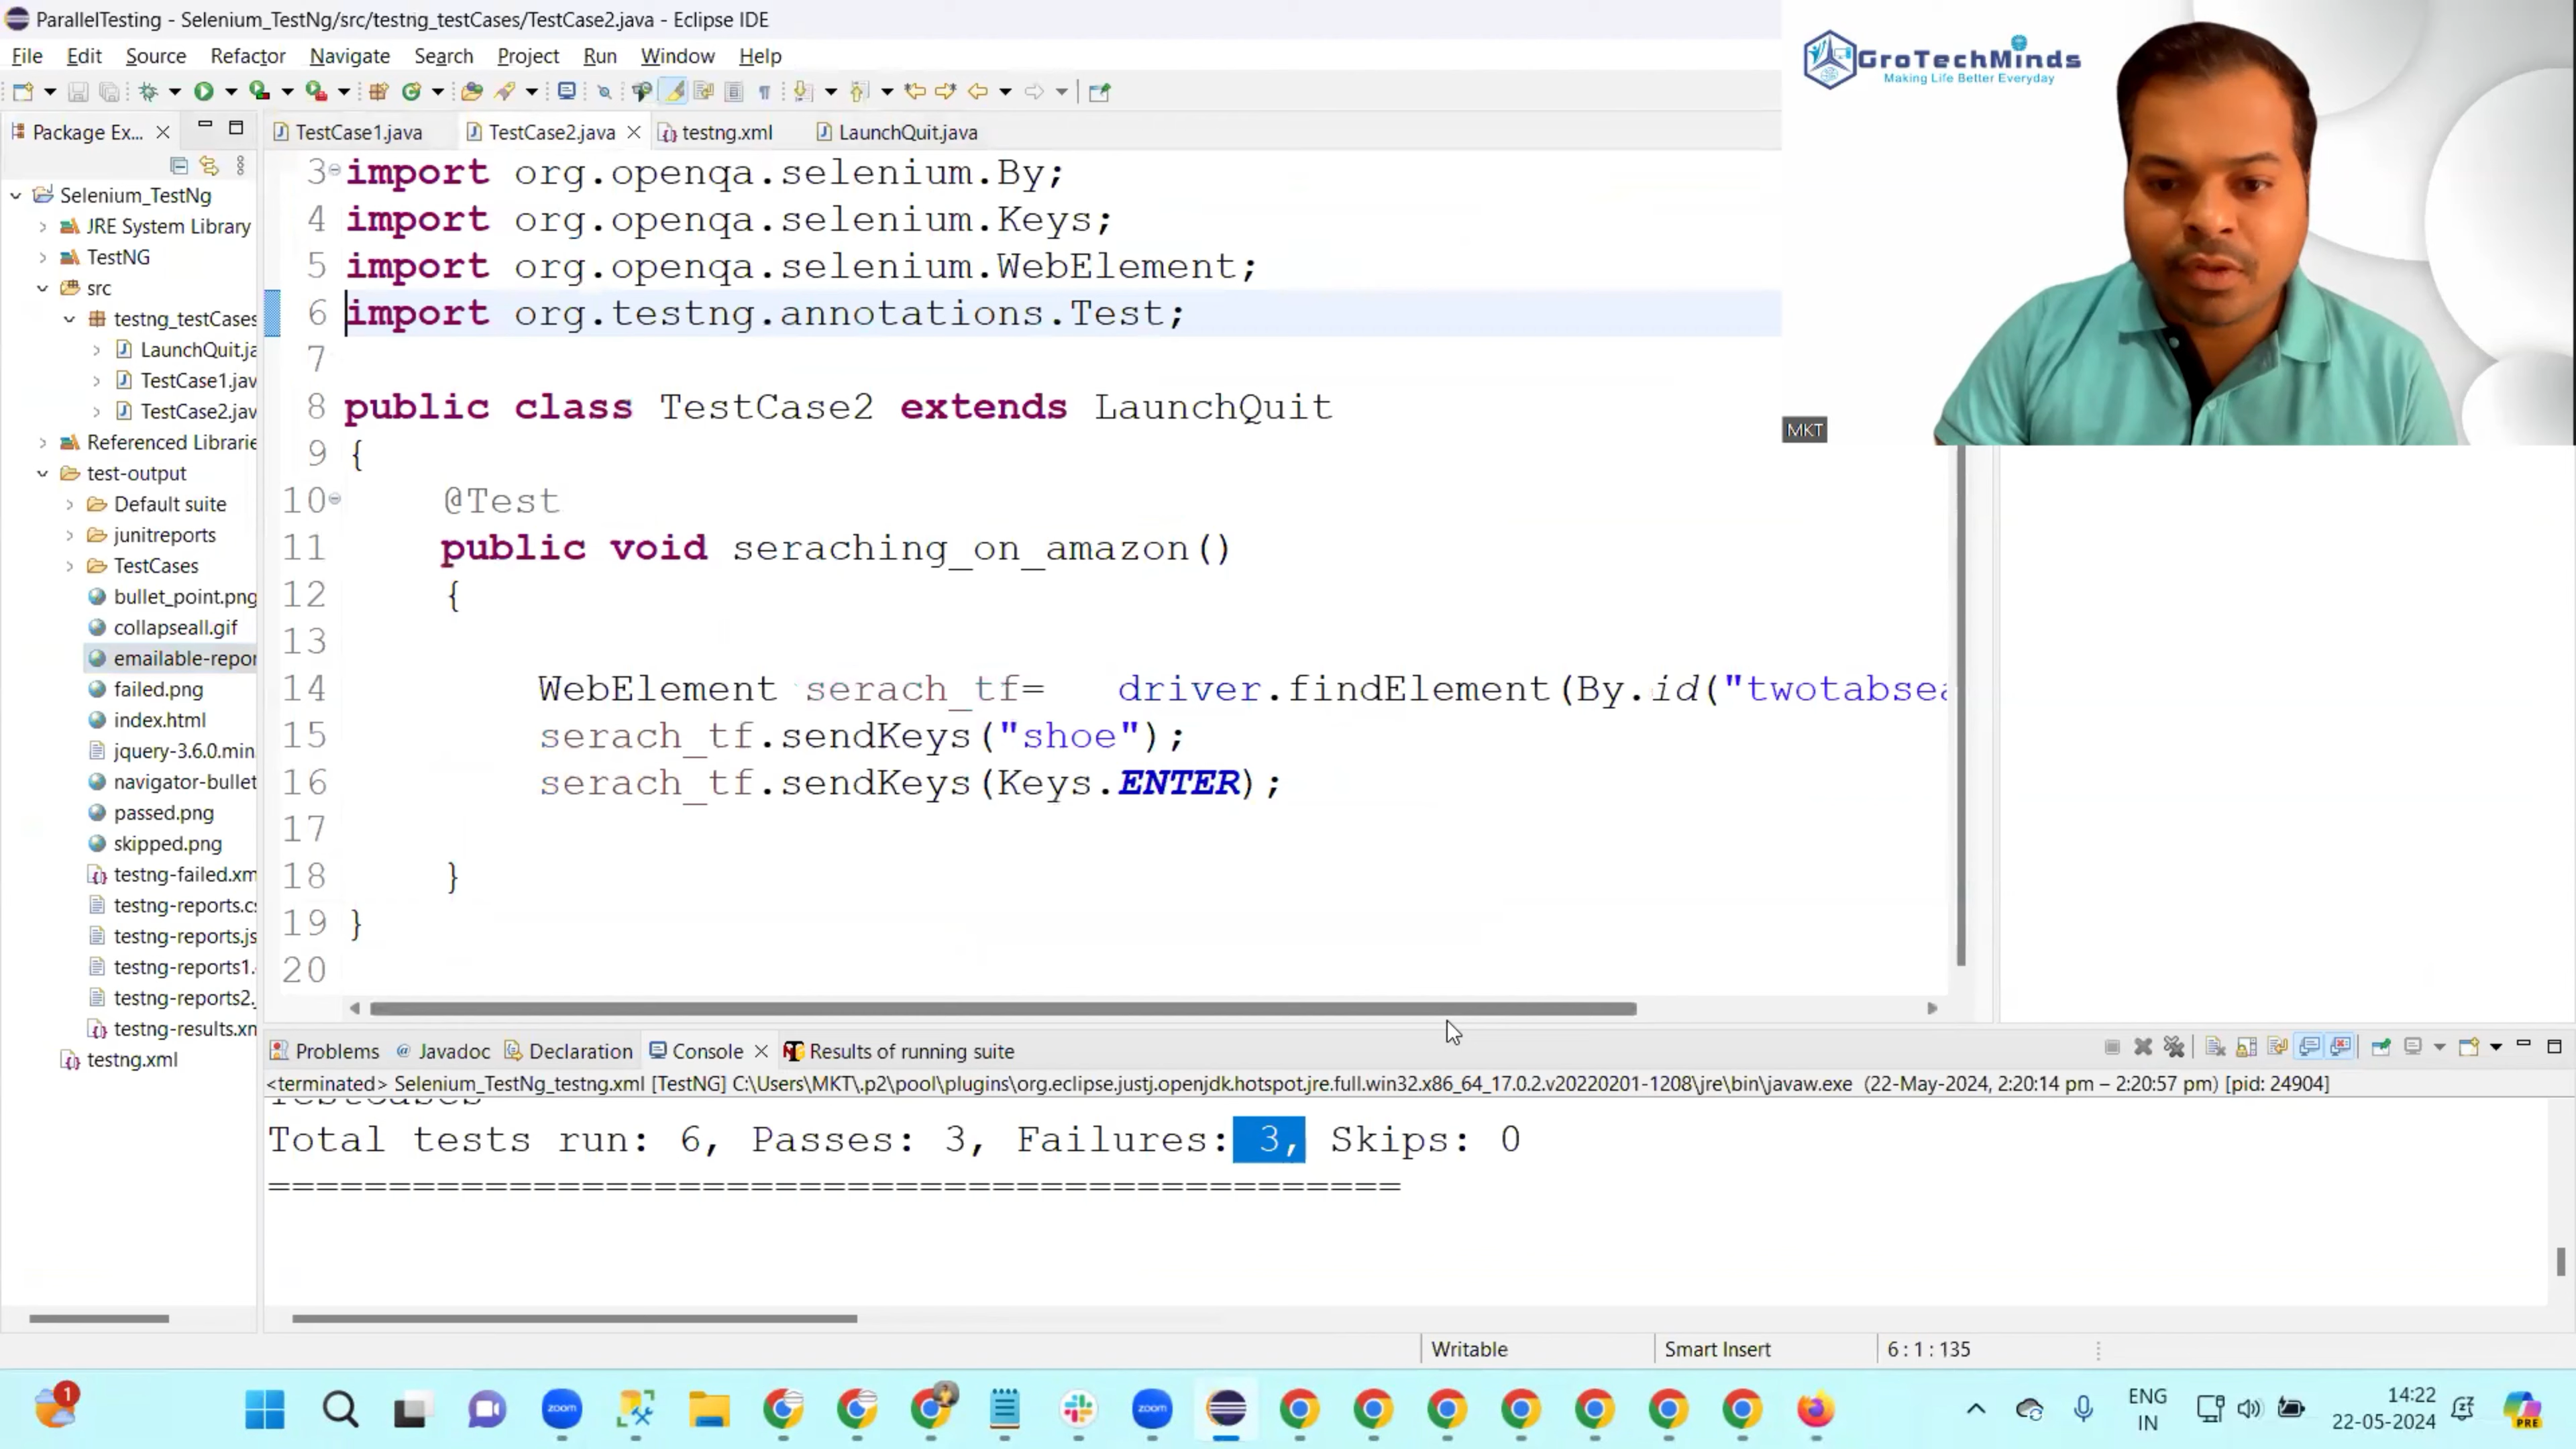 ParallelTesting - Selenium_TestNg/src/testng_testCases/TestCase2.java - Eclipse IDE
File Edit Source Refactor Navigate Search Project Run Window Help
GroTechMinds
Making Life Better Everyday
MKT
Package Ex...
TestCase1.java TestCase2.java testng.xml LaunchQuit.java
Selenium_TestNg
JRE System Library
TestNG
src
testng_testCases
LaunchQuit.ja
TestCase1.jav
TestCase2.jav
Referenced Librarie
test-output
Default suite
junitreports
TestCases
bullet_point.png
collapseall.gif
emailable-repor
failed.png
index.html
jquery-3.6.0.min.
navigator-bullet
passed.png
skipped.png
testng-failed.xm
testng-reports.cs
testng-reports.js
testng-reports1.
testng-reports2.
testng-results.xm
testng.xml
3 import org.openqa.selenium.By;
4 import org.openqa.selenium.Keys;
5 import org.openqa.selenium.WebElement;
6 import org.testng.annotations.Test;
7
8 public class TestCase2 extends LaunchQuit
9 {
10 @Test
11 public void seraching_on_amazon()
12 {
13
14 WebElement serach_tf= driver.findElement(By.id("twotabsea
15 serach_tf.sendKeys("shoe");
16 serach_tf.sendKeys(Keys.ENTER);
17
18 }
19 }
20
Problems Javadoc Declaration Console Results of running suite
<terminated> Selenium_TestNg_testng.xml [TestNG] C:\Users\MKT\.p2\pool\plugins\org.eclipse.justj.openjdk.hotspot.jre.full.win32.x86_64_17.0.2.v20220201-1208\jre\bin\javaw.exe (22-May-2024, 2:20:14 pm – 2:20:57 pm) [pid: 24904]
TestCases
Total tests run: 6, Passes: 3, Failures: 3, Skips: 0
===============================================
Writable Smart Insert 6 : 1 : 135
1
zoom
zoom
ENG
IN
14:22
22-05-2024
PRE